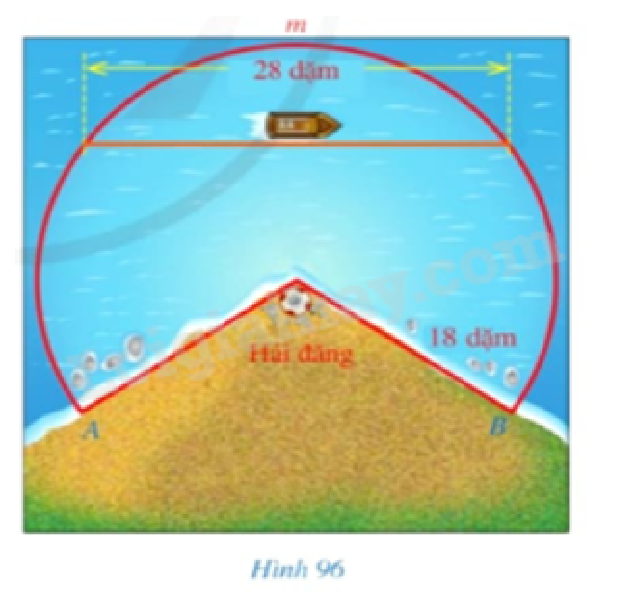 m
28 dặm
18 dặm
Hải đăng
A
B
Hình 96